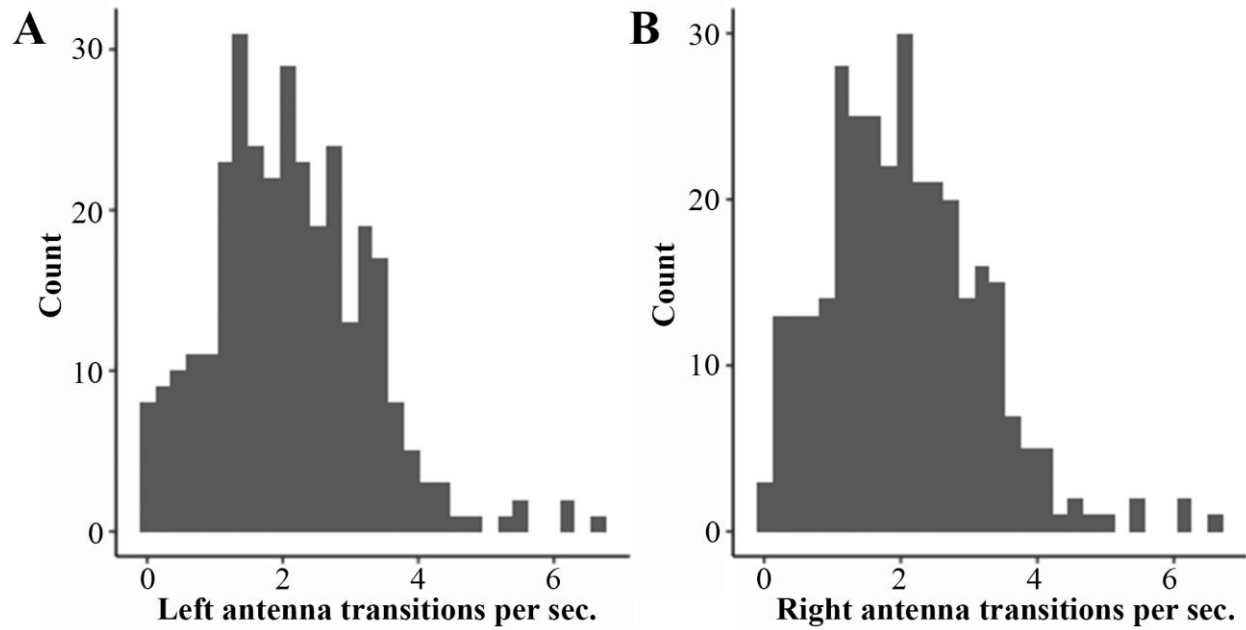 A
30
20
10
0
Count
0 2 4 6
Left antenna transitions per sec.
B
30
20
10
0
Count
0 2 4 6
Right antenna transitions per sec.